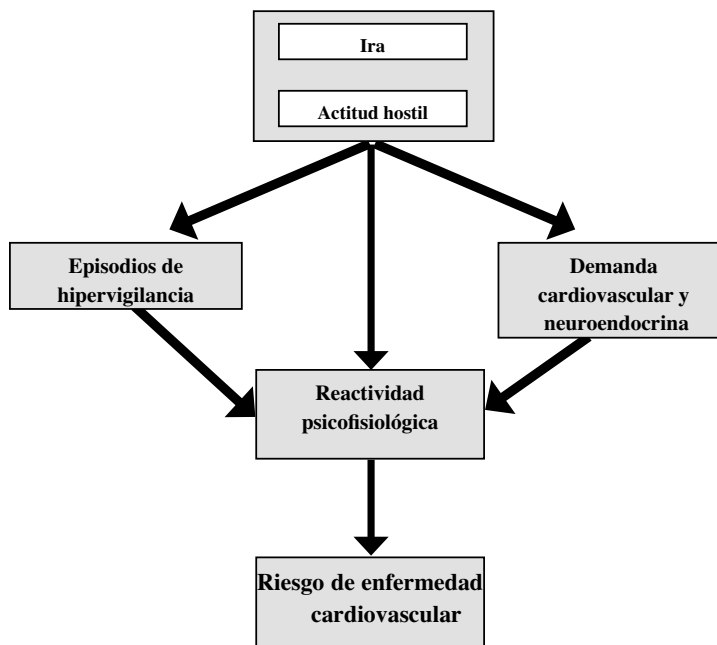 Ira
Actitud hostil
Episodios de
hipervigilancia
Demanda
cardiovascular y
neuroendocrina
Reactividad
psicofisiológica
Riesgo de enfermedad
cardiovascular